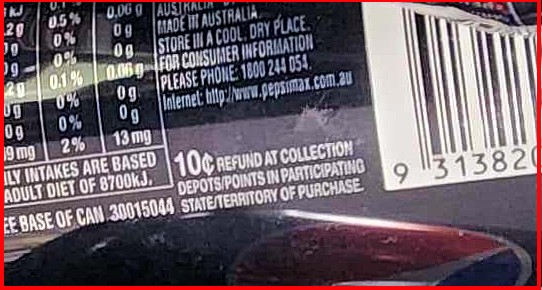 0.5 %
0.06 g
AUSTRALIA
0%
0 g
MADE IN AUSTRALIA.
0%
0 g
STORE IN A COOL, DRY PLACE.
0.1 %
0.06 g
FOR CONSUMER INFORMATION
0%
0 g
PLEASE PHONE: 1800 244 054.
0%
0 g
Internet: http://www.pepsimax.com.au
2%
13 mg
INTAKES ARE BASED
ADULT DIET OF 8700kJ.
10¢ REFUND AT COLLECTION
DEPOTS/POINTS IN PARTICIPATING
STATE/TERRITORY OF PURCHASE.
BASE OF CAN 30015044
9 313820